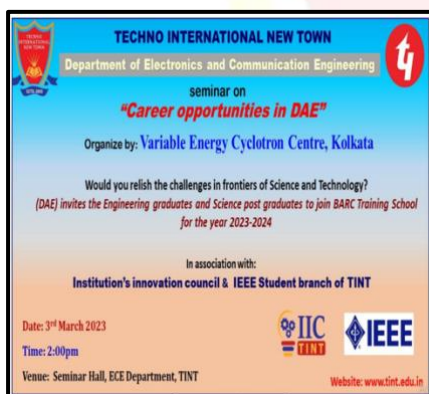 TECHNO
INTERNATIONAL
NEW TOWN
TECHNO INTERNATIONAL NEW TOWN
Department of Electronics and Communication Engineering
seminar on
"Career opportunities in DAE"
Organize by: Variable Energy Cyclotron Centre, Kolkata
Would you relish the challenges in frontiers of Science and Technology?
(DAE) invites the Engineering graduates and Science post graduates to join BARC Training School
for the year 2023-2024
In association with:
Institution's innovation council & IEEE Student branch of TINT
Date: 3rd March 2023
Time: 2:00pm
Venue: Seminar Hall, ECE Department, TINT
IIC
TINT
IEEE
Website: www.tint.edu.in